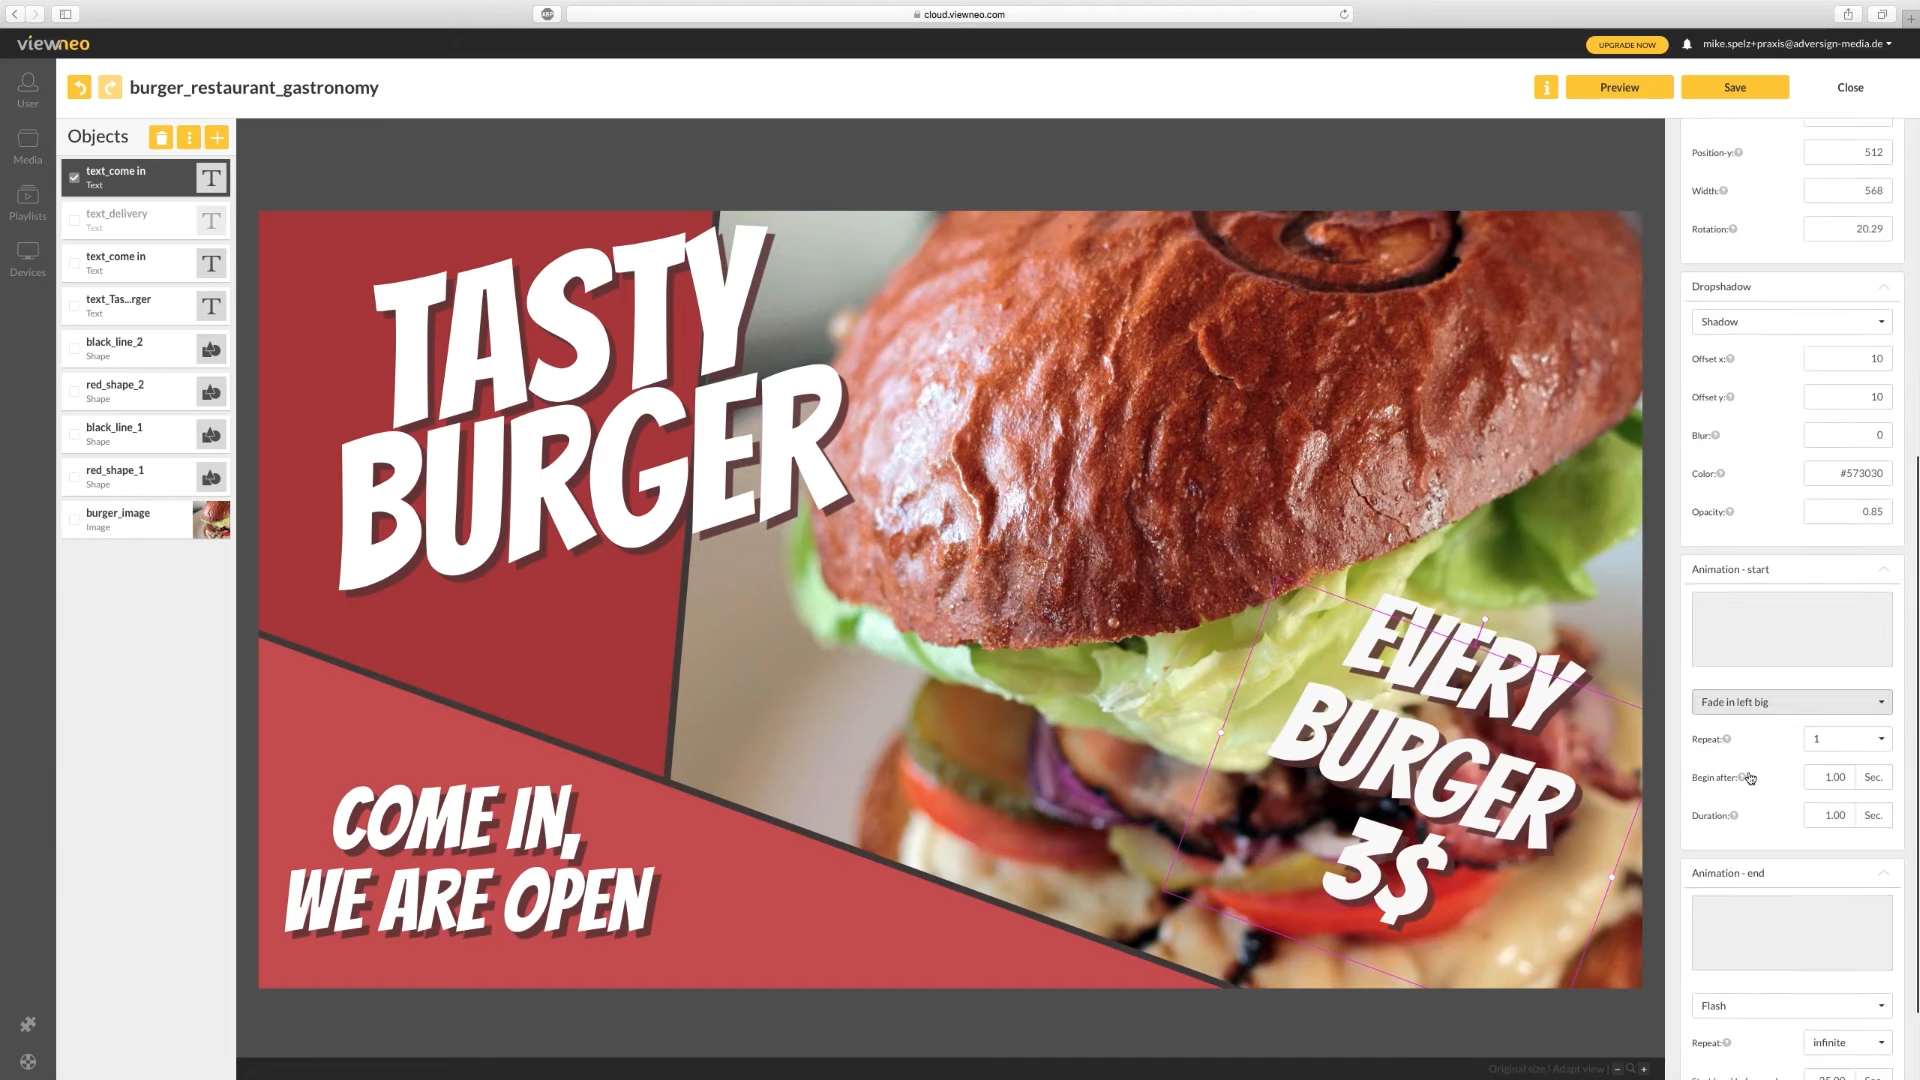 cloud.viewneo.com
viewneo
UPGRADE NOW
mike.spelz+praxis@adversign-media.de
burger_restaurant_gastronomy
i
Preview
Save
Close
User
Media
Playlists
Devices
Objects
text_come in
Text
text_delivery
Text
text_come in
Text
text_Tas...rger
Text
black_line_2
Shape
red_shape_2
Shape
black_line_1
Shape
red_shape_1
Shape
burger_image
Image
TASTY
BURGER
COME IN,
WE ARE OPEN
EVERY
BURGER
3$
Position-y: 512
Width: 568
Rotation: 20.29
Dropshadow
Shadow
Offset x: 10
Offset y: 10
Blur: 0
Color: #573030
Opacity: 0.85
Animation - start
Fade in left big
Repeat: 1
Begin after: 1.00 Sec.
Duration: 1.00 Sec.
Animation - end
Flash
Repeat: infinite
Original size | Adapt view |